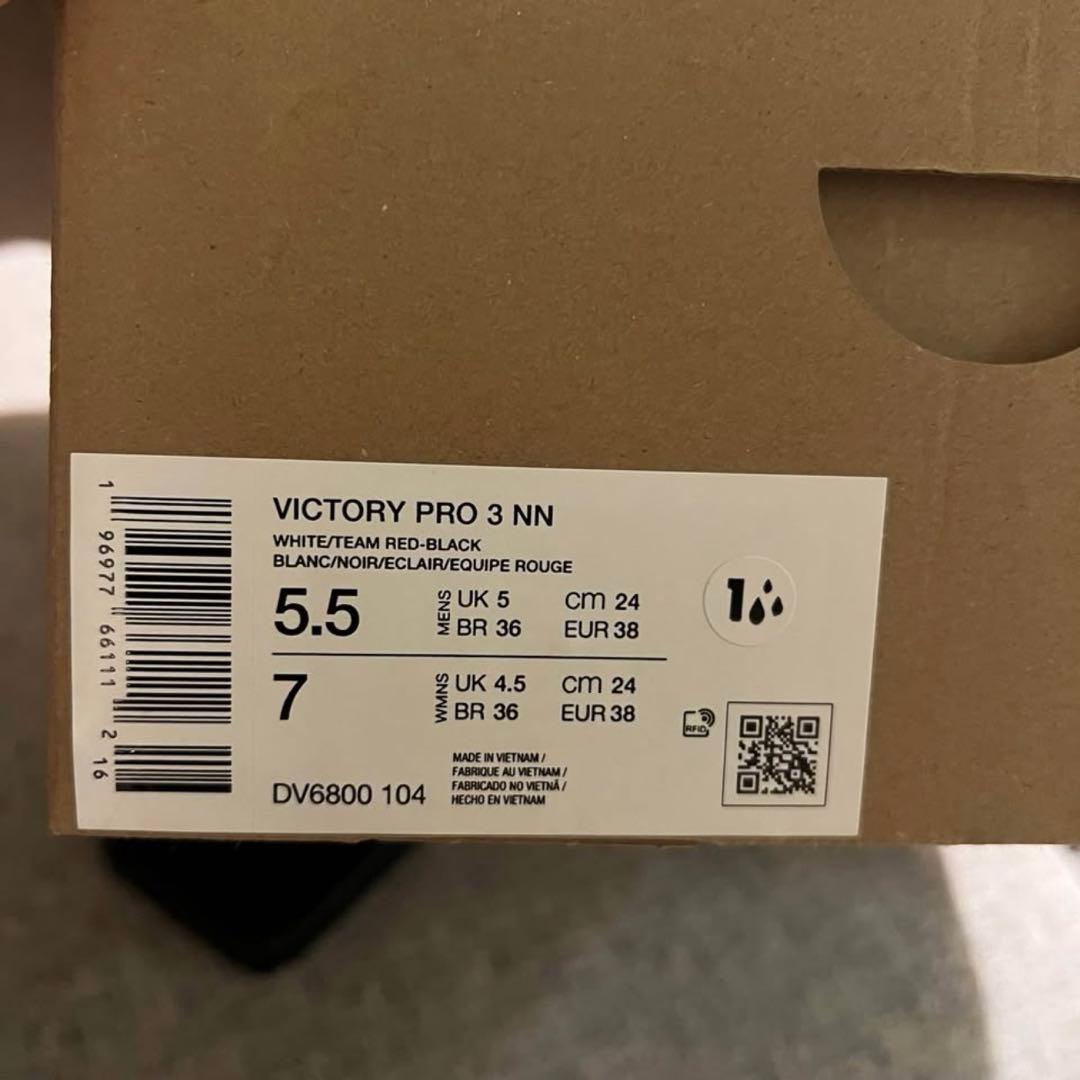 1 96977 66111 2 16
VICTORY PRO 3 NN
WHITE/TEAM RED-BLACK
BLANC/NOIR/ECLAIR/EQUIPE ROUGE
5.5
MENS
UK 5
cm 24
BR 36
EUR 38
7
WMNS
UK 4.5
cm 24
BR 36
EUR 38
1
RFID
MADE IN VIETNAM /
FABRIQUE AU VIETNAM /
FABRICADO NO VIETNÃ /
HECHO EN VIETNAM
DV6800 104